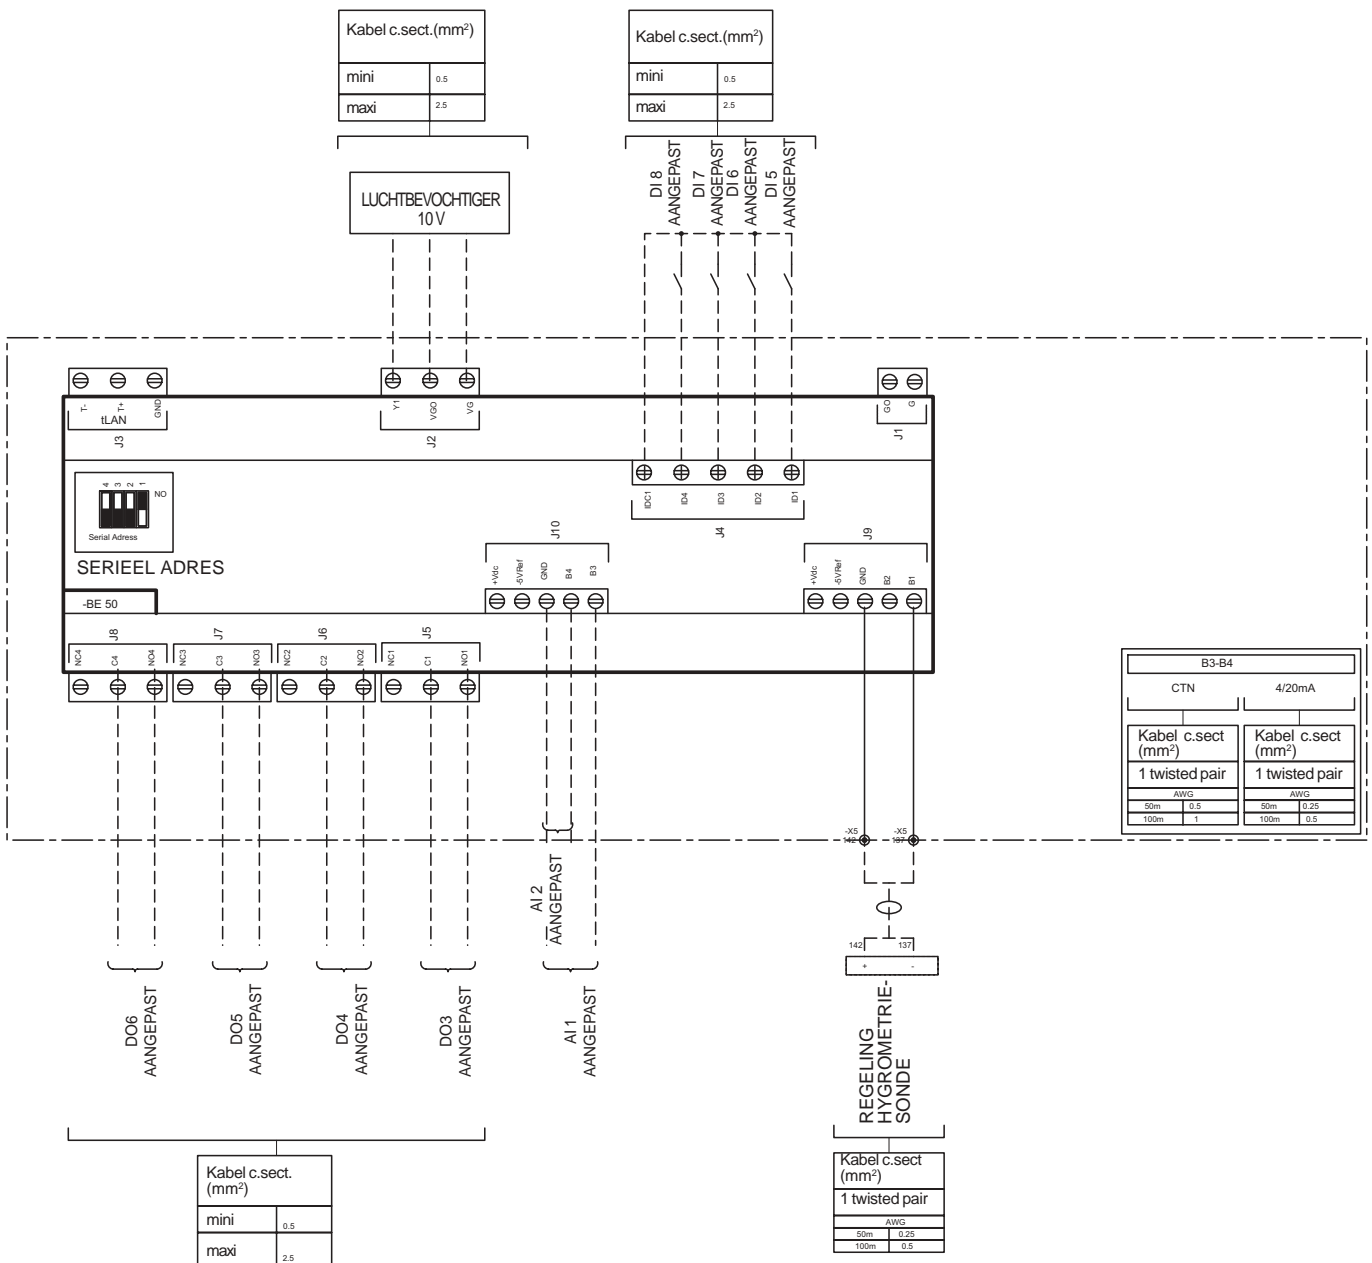 Kabel c.sect.(mm²)
mini 0.5
maxi 2.5
Kabel c.sect.(mm²)
mini 0.5
maxi 2.5
LUCHTBEVOCHTIGER
10 V
DI 8
AANGEPAST
DI 7
AANGEPAST
DI 6
AANGEPAST
DI 5
AANGEPAST
T- T+ GND
tLAN
J3
Y1 VGO VG
J2
GO G
J1
4 3 2 1
NO
Serial Adress
SERIEEL ADRES
IDC1 ID4 ID3 ID2 ID1
J4
J10
+Vdc -5VRef GND B4 B3
J9
+Vdc -5VRef GND B2 B1
-BE 50
J8
NC4 C4 NO4
J7
NC3 C3 NO3
J6
NC2 C2 NO2
J5
NC1 C1 NO1
B3-B4
CTN 4/20mA
Kabel c.sect
(mm²)
1 twisted pair
AWG
50m 0.5
100m 1
Kabel c.sect
(mm²)
1 twisted pair
AWG
50m 0.25
100m 0.5
-X5
142
-X5
137
AI 2
AANGEPAST
142 137
+ -
DO6
AANGEPAST
DO5
AANGEPAST
DO4
AANGEPAST
DO3
AANGEPAST
AI 1
AANGEPAST
REGELING
HYGROMETRIE-
SONDE
Kabel c.sect.
(mm²)
mini 0.5
maxi 2.5
Kabel c.sect
(mm²)
1 twisted pair
AWG
50m 0.25
100m 0.5